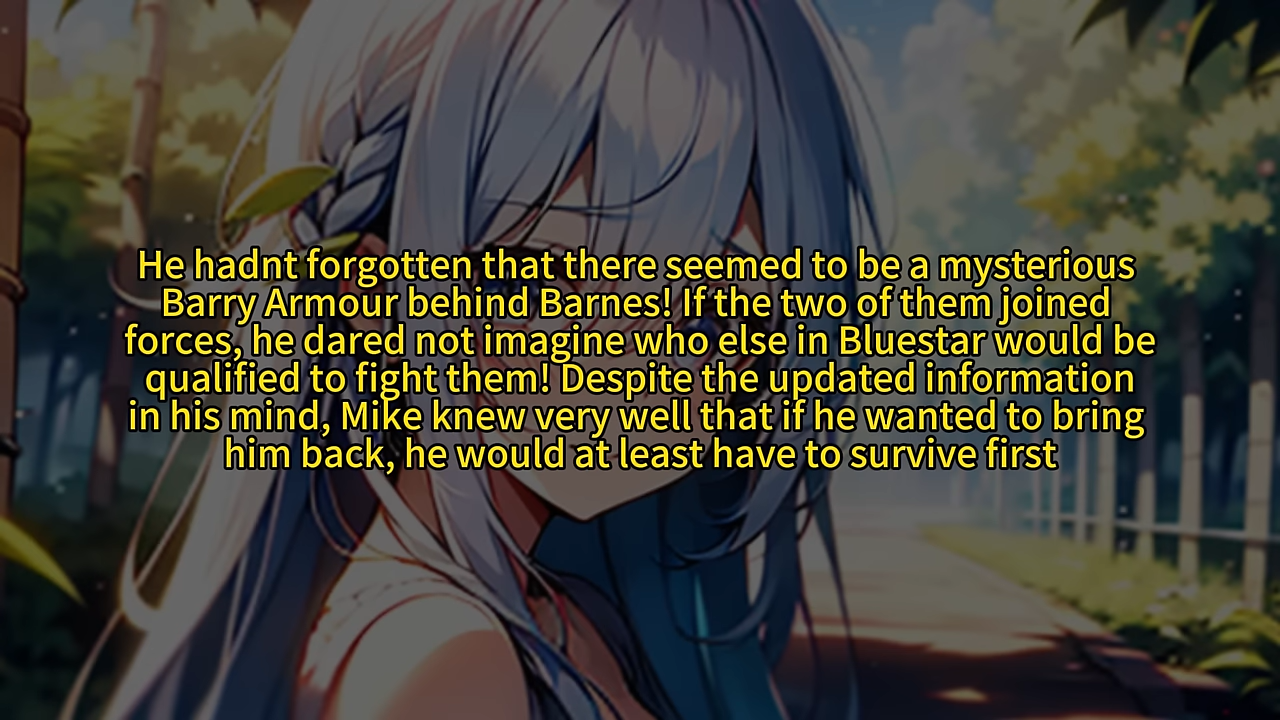 He hadnt forgotten that there seemed to be a mysterious
Barry Armour behind Barnes! If the two of them joined
forces, he dared not imagine who else in Bluestar would be
qualified to fight them! Despite the updated information
in his mind, Mike knew very well that if he wanted to bring
him back, he would at least have to survive first